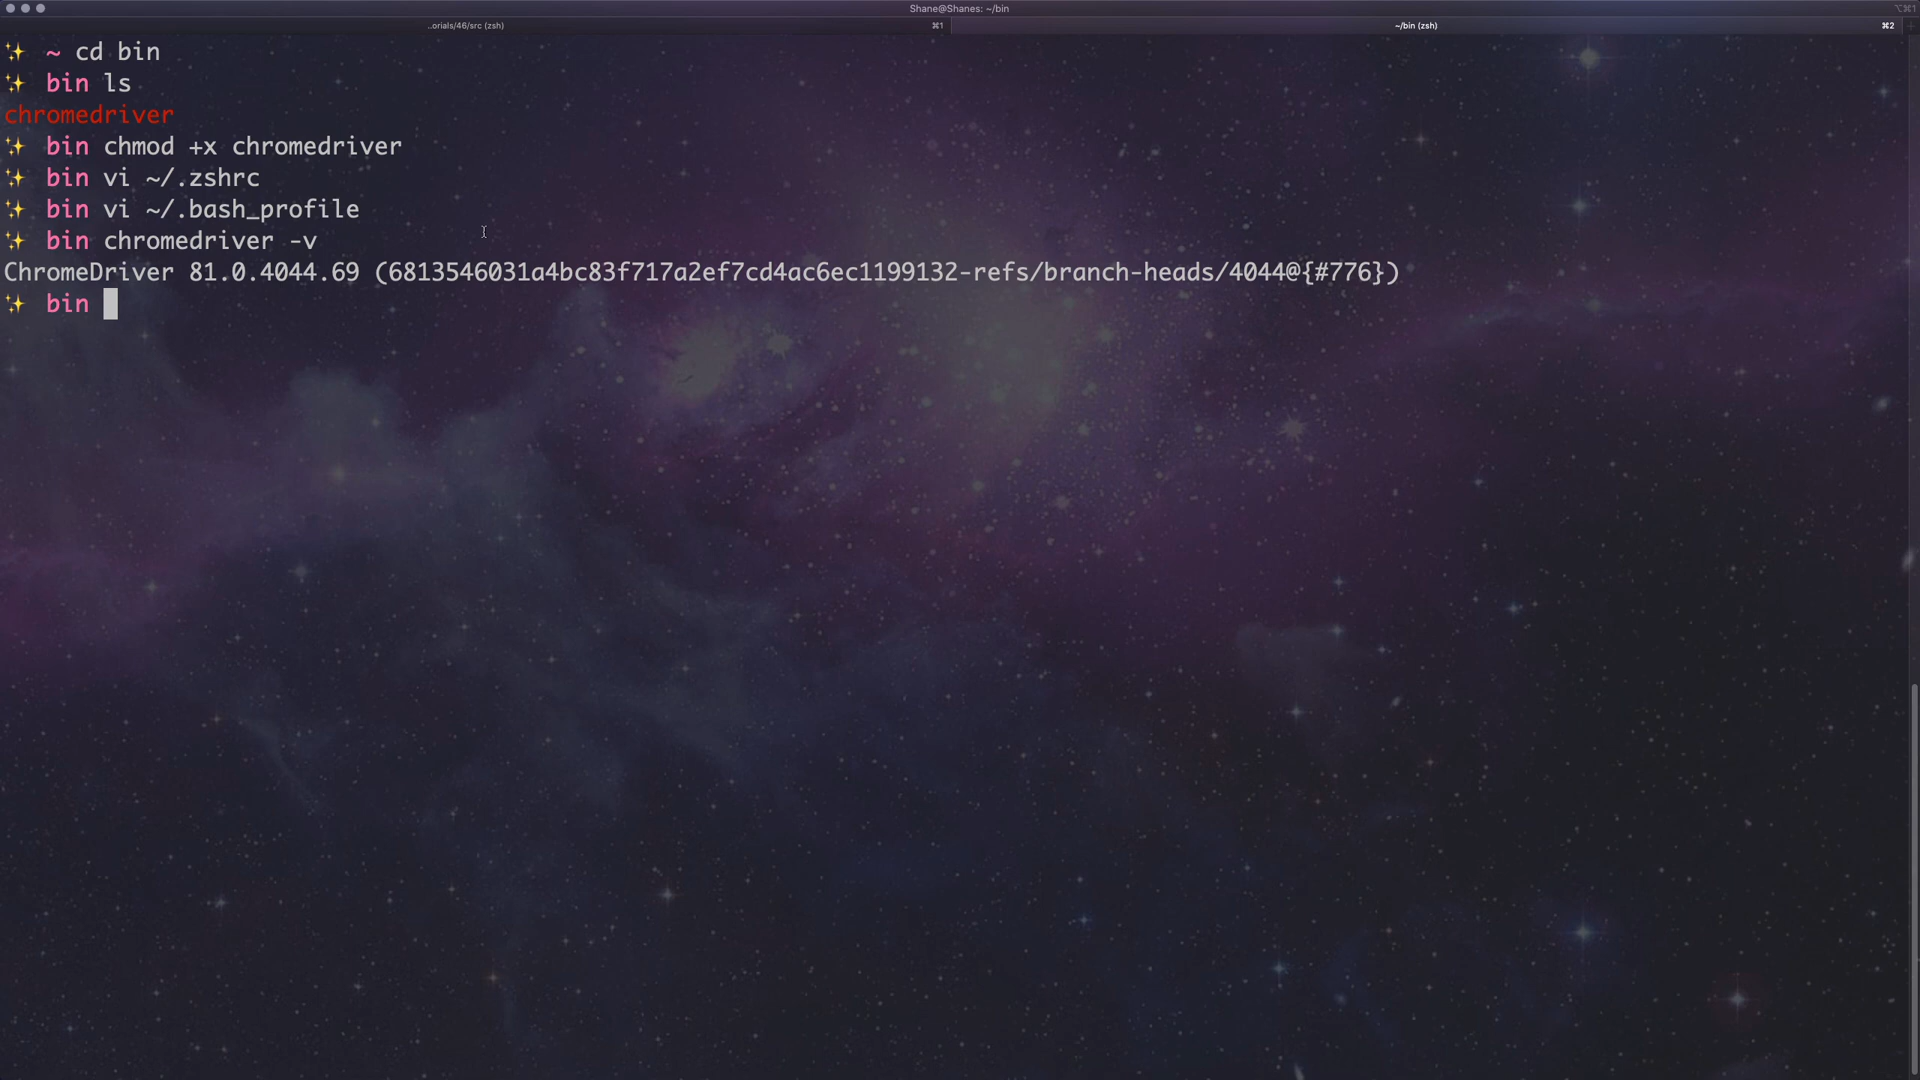 Shane@Shanes: ~/bin
⌥⌘1
..orials/46/src (zsh)
⌘1
~/bin (zsh)
⌘2
✨ ~ cd bin
✨ bin ls
chromedriver
✨ bin chmod +x chromedriver
✨ bin vi ~/.zshrc
✨ bin vi ~/.bash_profile
✨ bin chromedriver -v
ChromeDriver 81.0.4044.69 (6813546031a4bc83f717a2ef7cd4ac6ec1199132-refs/branch-heads/4044@{#776})
✨ bin